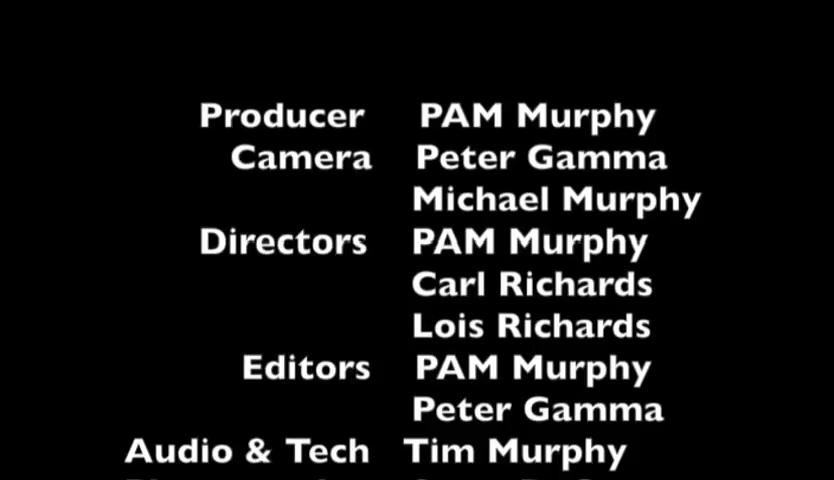 Producer PAM Murphy
Camera Peter Gamma
Michael Murphy
Directors PAM Murphy
Carl Richards
Lois Richards
Editors PAM Murphy
Peter Gamma
Audio & Tech Tim Murphy